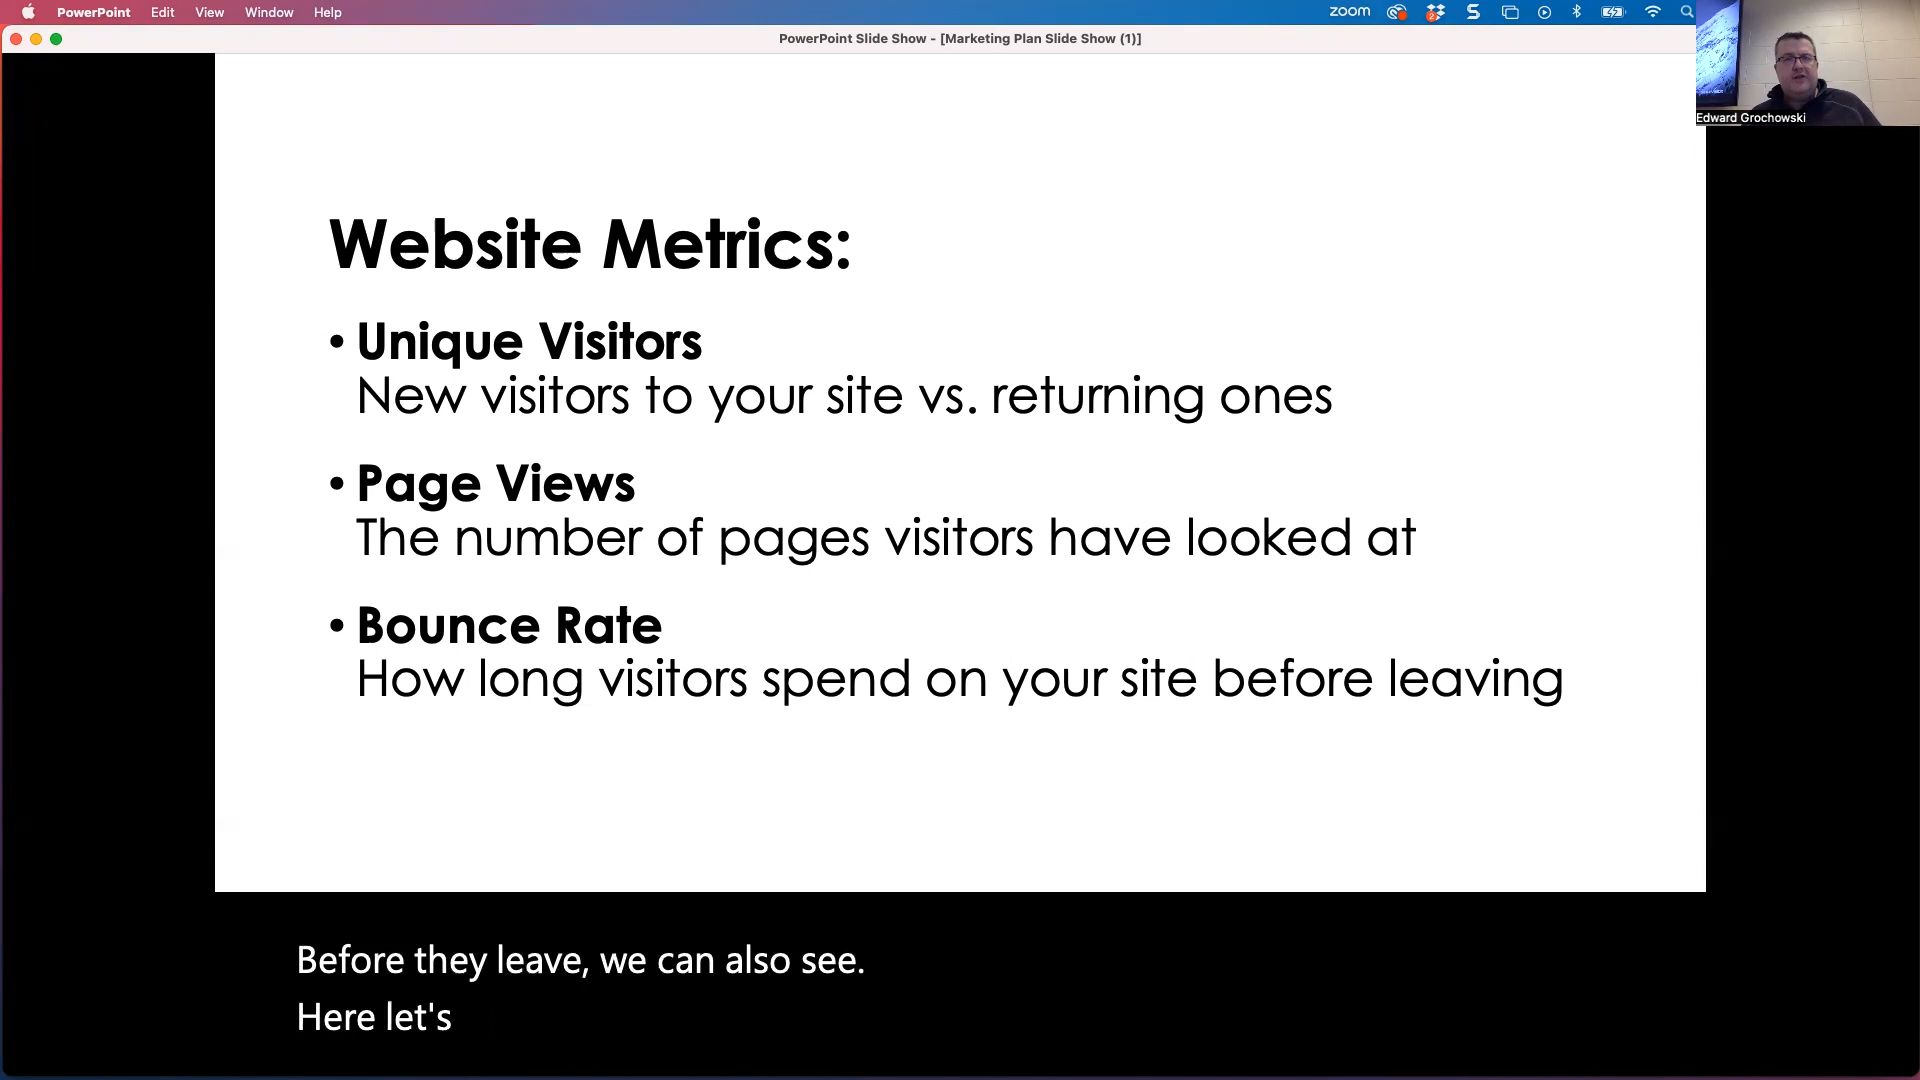 PowerPoint Edit View Window Help
zoom
2
PowerPoint Slide Show - [Marketing Plan Slide Show (1)]
Edward Grochowski
Website Metrics:
• Unique Visitors
New visitors to your site vs. returning ones
• Page Views
The number of pages visitors have looked at
• Bounce Rate
How long visitors spend on your site before leaving
Before they leave, we can also see.
Here let's